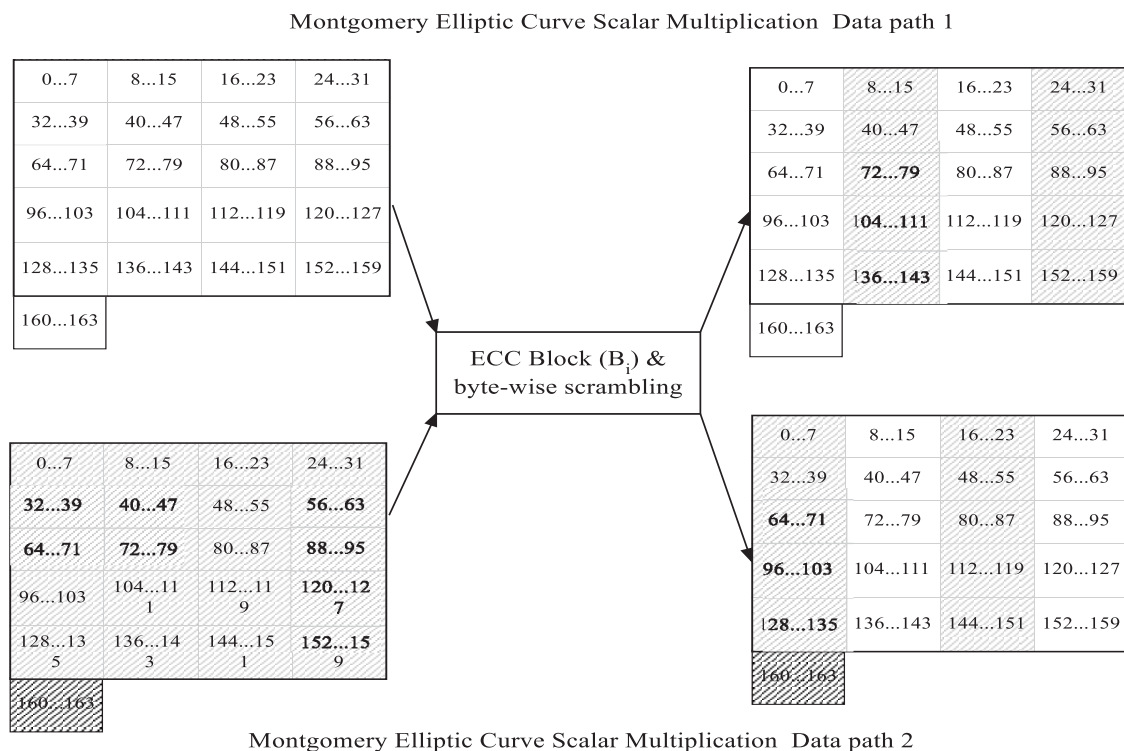 Montgomery Elliptic Curve Scalar Multiplication Data path 1
0...7 8...15 16...23 24...31
32...39 40...47 48...55 56...63
64...71 72...79 80...87 88...95
96...103 104...111 112...119 120...127
128...135 136...143 144...151 152...159
160...163
0...7 8...15 16...23 24...31
32...39 40...47 48...55 56...63
64...71 72...79 80...87 88...95
96...103 104...111 112...119 120...127
128...135 136...143 144...151 152...159
160...163
ECC Block (Bi) &
byte-wise scrambling
0...7 8...15 16...23 24...31
32...39 40...47 48...55 56...63
64...71 72...79 80...87 88...95
96...103 104...11 112...11 120...12
1 9 7
128...13 136...14 144...15 152...15
5 3 1 9
160...163
0...7 8...15 16...23 24...31
32...39 40...47 48...55 56...63
64...71 72...79 80...87 88...95
96...103 104...111 112...119 120...127
128...135 136...143 144...151 152...159
160...163
Montgomery Elliptic Curve Scalar Multiplication Data path 2